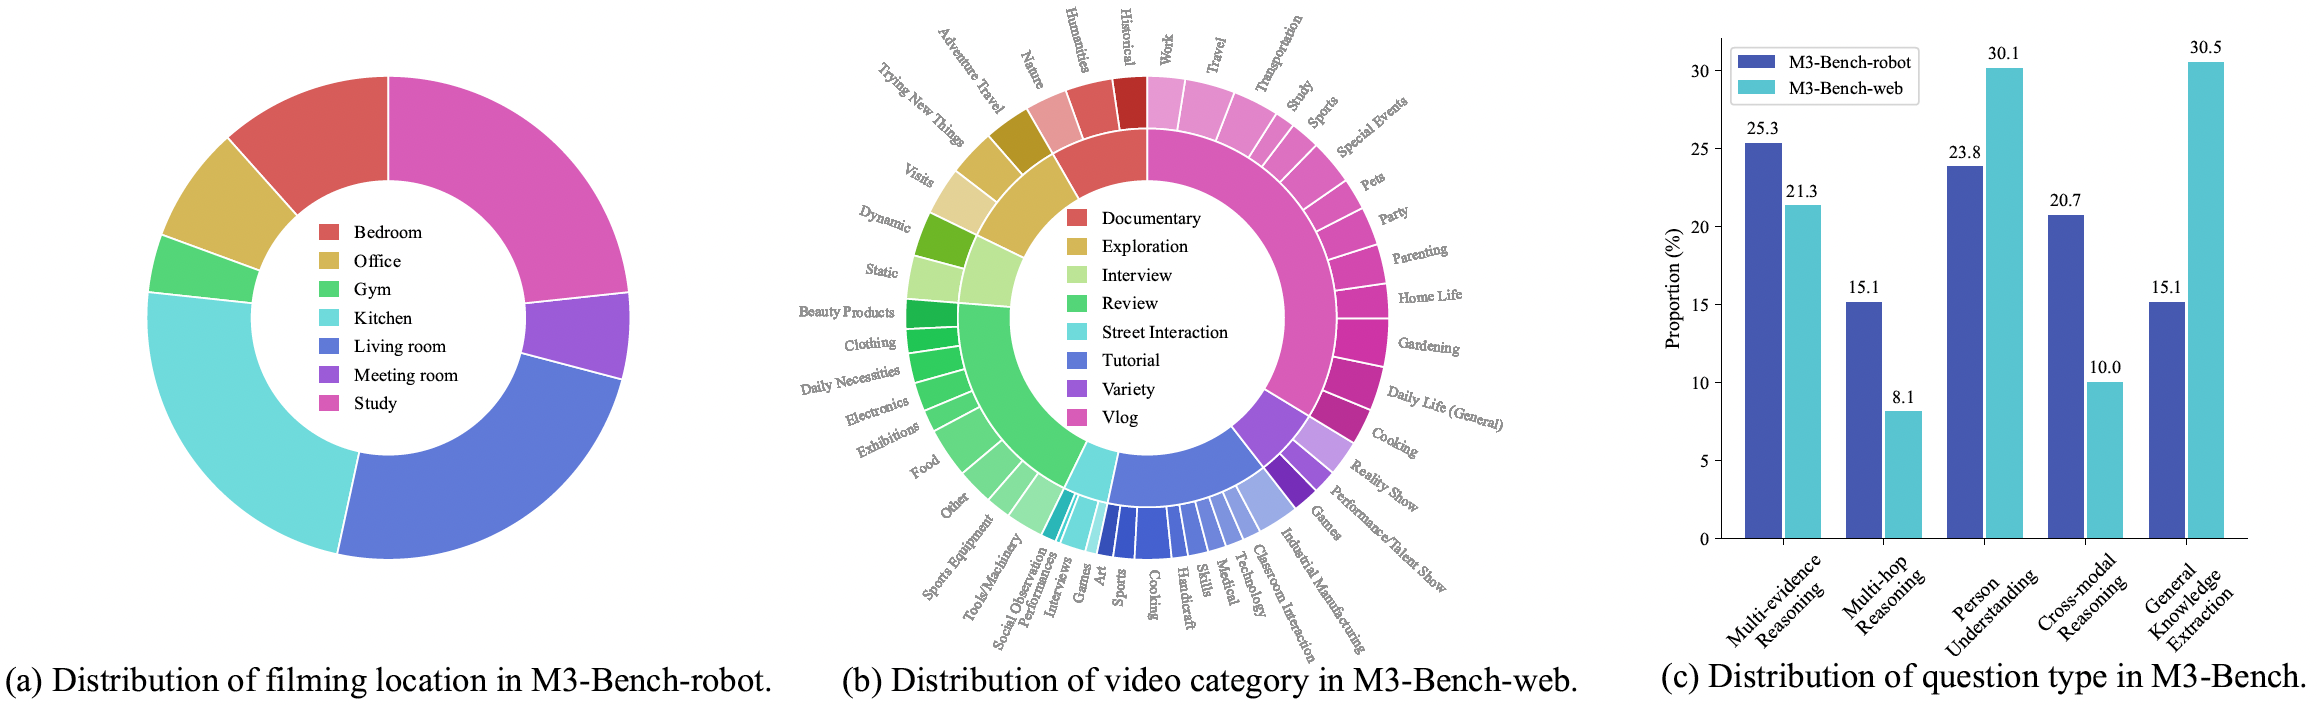 Bedroom
Office
Gym
Kitchen
Living room
Meeting room
Study
(a) Distribution of filming location in M3-Bench-robot.
Historical
Humanities
Nature
Adventure Travel
Trying New Things
Visits
Dynamic
Static
Beauty Products
Clothing
Daily Necessities
Electronics
Exhibitions
Food
Other
Sports Equipment
Tools/Machinery
Social Observation
Performances
Interviews
Games
Art
Sports
Cooking
Handicraft
Skills
Medical
Technology
Classroom Interaction
Industrial Manufacturing
Games
Performance/Talent Show
Reality Show
Cooking
Daily Life (General)
Gardening
Home Life
Parenting
Party
Pets
Special Events
Sports
Study
Transportation
Travel
Work
Documentary
Exploration
Interview
Review
Street Interaction
Tutorial
Variety
Vlog
(b) Distribution of video category in M3-Bench-web.
M3-Bench-robot
M3-Bench-web
Proportion (%)
30
25
20
15
10
5
0
25.3
21.3
15.1
8.1
23.8
30.1
20.7
10.0
15.1
30.5
Multi-evidence
Reasoning
Multi-hop
Reasoning
Person
Understanding
Cross-modal
Reasoning
General
Knowledge
Extraction
(c) Distribution of question type in M3-Bench.